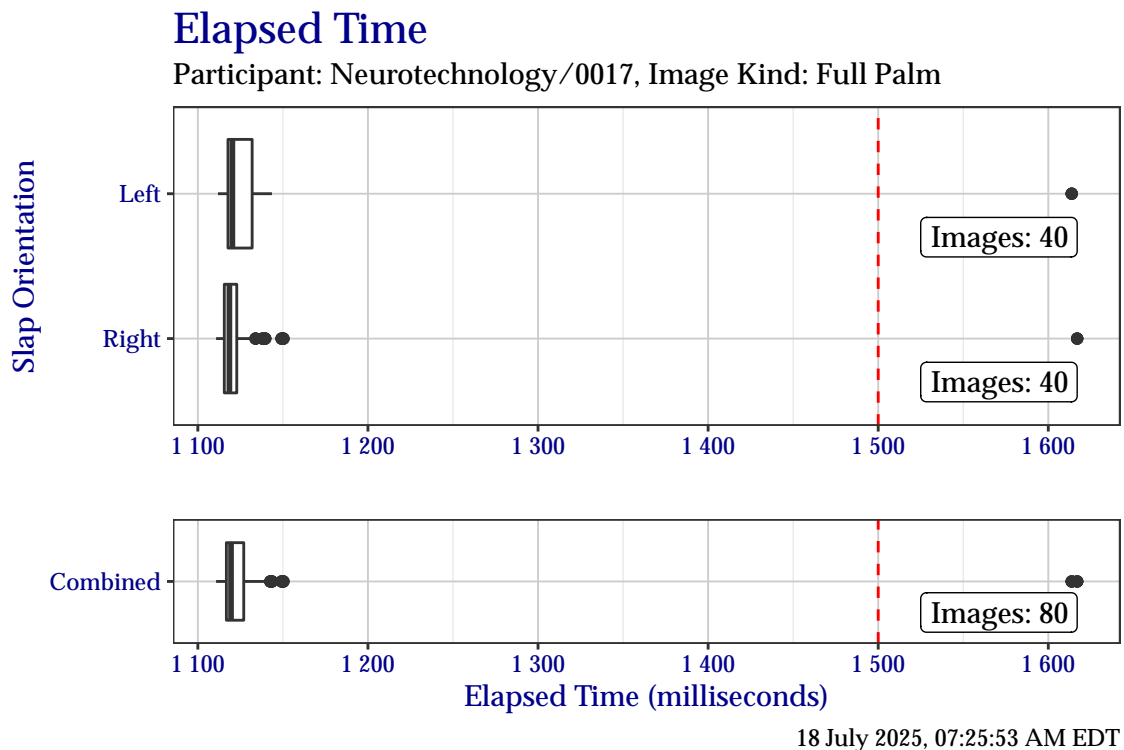 Elapsed Time
Participant: Neurotechnology/0017, Image Kind: Full Palm
Slap Orientation
Left
Images: 40
Right
Images: 40
1 100 1 200 1 300 1 400 1 500 1 600
Combined
Images: 80
1 100 1 200 1 300 1 400 1 500 1 600
Elapsed Time (milliseconds)
18 July 2025, 07:25:53 AM EDT